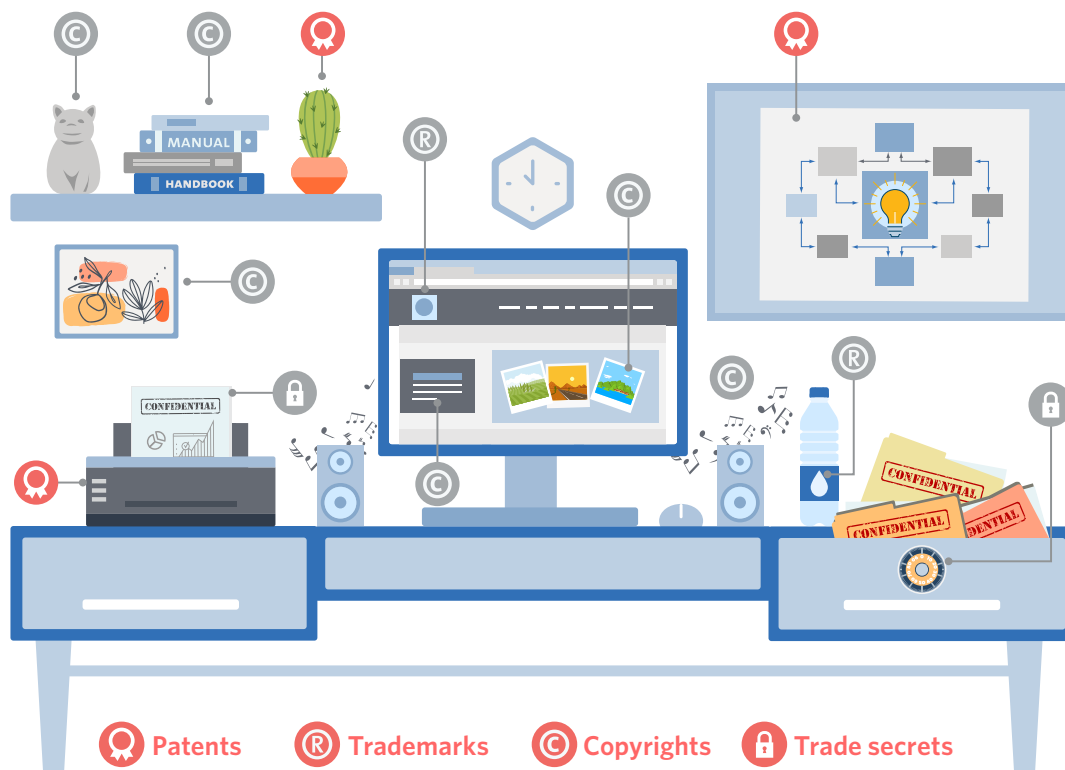 ©
©
®
©
MANUAL
HANDBOOK
©
CONFIDENTIAL
©
®
©
CONFIDENTIAL
CONFIDENTIAL
DENTIAL
Patents
® Trademarks
© Copyrights
Trade secrets